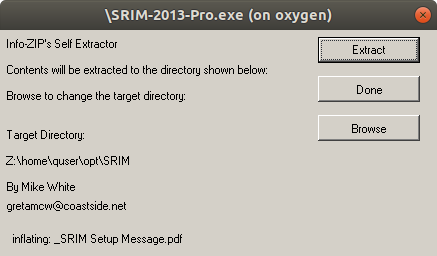 \SRIM-2013-Pro.exe (on oxygen)
Info-ZIP's Self Extractor
Extract
Contents will be extracted to the directory shown below:
Done
Browse to change the target directory:
Browse
Target Directory:
Z:\home\quser\opt\SRIM
By Mike White
gretamcw@coastside.net
inflating: _SRIM Setup Message.pdf